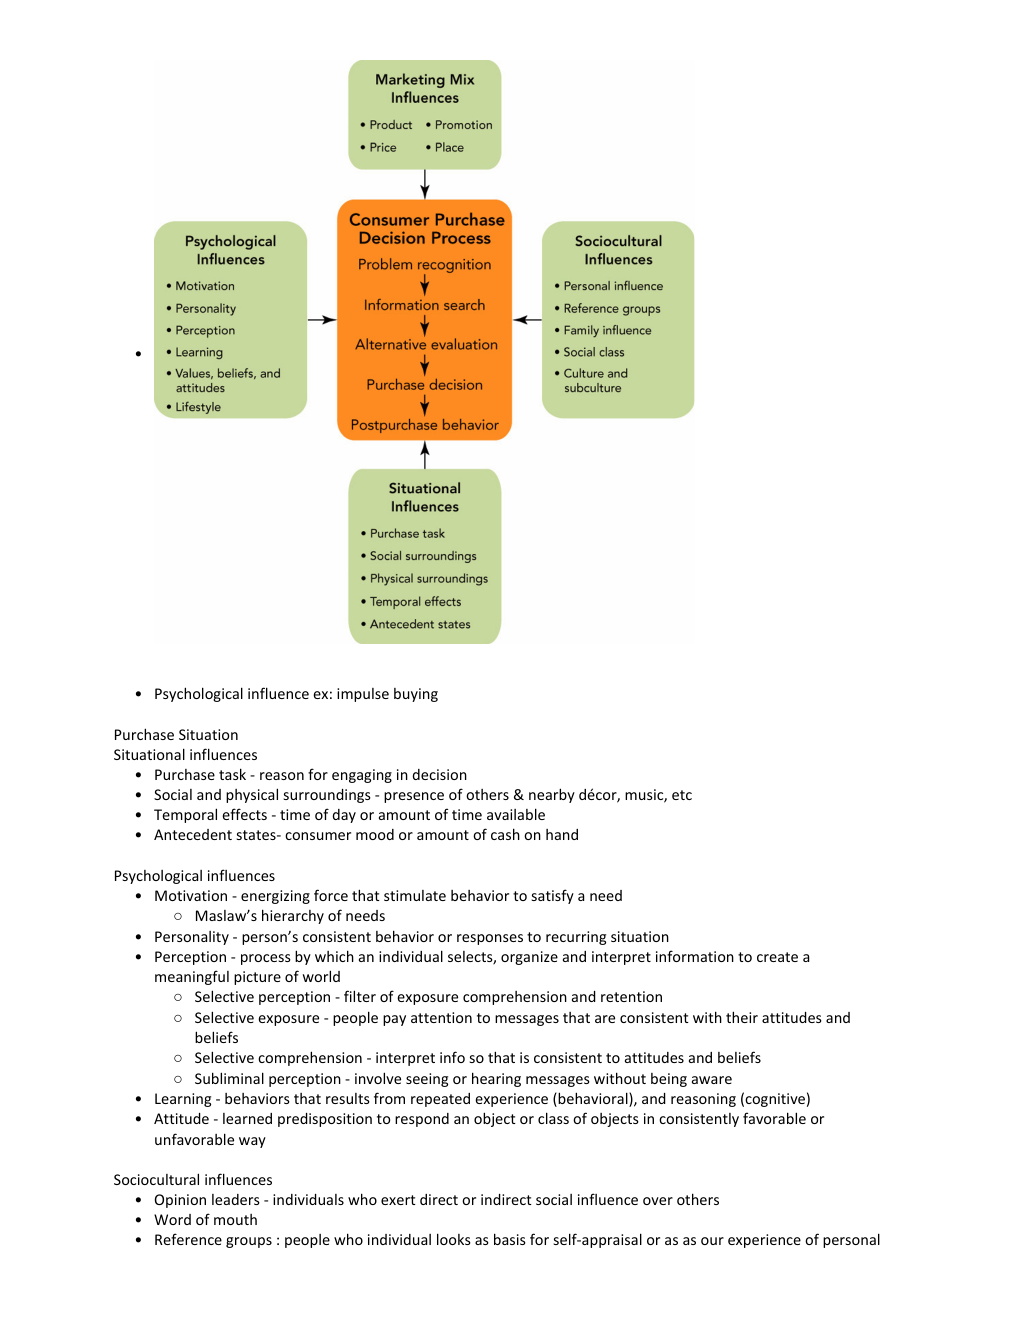 Marketing Mix
Influences
• Product • Promotion
• Price • Place
Psychological
Influences
• Motivation
• Personality
• Perception
• Learning
• Values, beliefs, and
attitudes
• Lifestyle
Consumer Purchase
Decision Process
Problem recognition
Information search
Alternative evaluation
Purchase decision
Postpurchase behavior
Sociocultural
Influences
• Personal influence
• Reference groups
• Family influence
• Social class
• Culture and
subculture
Situational
Influences
• Purchase task
• Social surroundings
• Physical surroundings
• Temporal effects
• Antecedent states
• Psychological influence ex: impulse buying
Purchase Situation
Situational influences
• Purchase task - reason for engaging in decision
• Social and physical surroundings - presence of others & nearby décor, music, etc
• Temporal effects - time of day or amount of time available
• Antecedent states- consumer mood or amount of cash on hand
Psychological influences
• Motivation - energizing force that stimulate behavior to satisfy a need
○ Maslaw’s hierarchy of needs
• Personality - person’s consistent behavior or responses to recurring situation
• Perception - process by which an individual selects, organize and interpret information to create a
meaningful picture of world
○ Selective perception - filter of exposure comprehension and retention
○ Selective exposure - people pay attention to messages that are consistent with their attitudes and
beliefs
○ Selective comprehension - interpret info so that is consistent to attitudes and beliefs
○ Subliminal perception - involve seeing or hearing messages without being aware
• Learning - behaviors that results from repeated experience (behavioral), and reasoning (cognitive)
• Attitude - learned predisposition to respond an object or class of objects in consistently favorable or
unfavorable way
Sociocultural influences
• Opinion leaders - individuals who exert direct or indirect social influence over others
• Word of mouth
• Reference groups : people who individual looks as basis for self-appraisal or as as our experience of personal